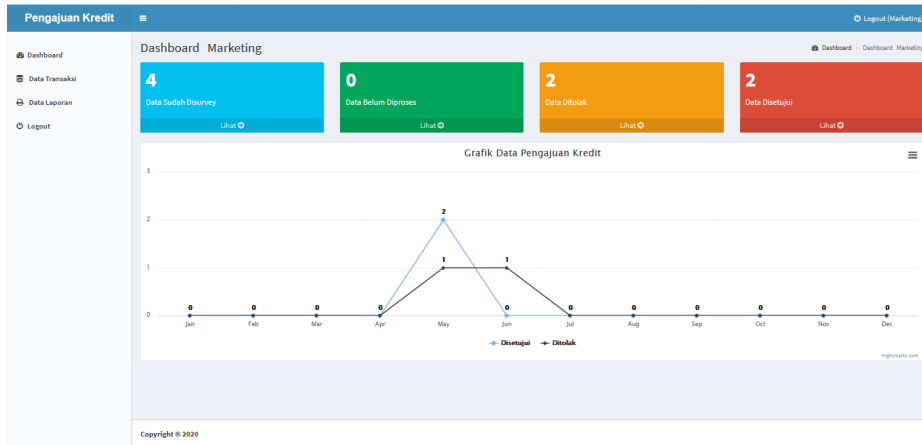 Pengajuan Kredit
Logout (Marketing)
Dashboard
Data Transaksi
Data Laporan
Logout
Dashboard Marketing
Dashboard > Dashboard Marketing
4
Data Sudah Disurvey
Lihat
0
Data Belum Diproses
Lihat
2
Data Ditolak
Lihat
2
Data Disetujui
Lihat
Grafik Data Pengajuan Kredit
3
2
1
0
0 0 0 0 2 1 1 0 0 0 0 0 0 0
Jan Feb Mar Apr May Jun Jul Aug Sep Oct Nov Dec
Disetujui Ditolak
Highcharts.com
Copyright © 2020